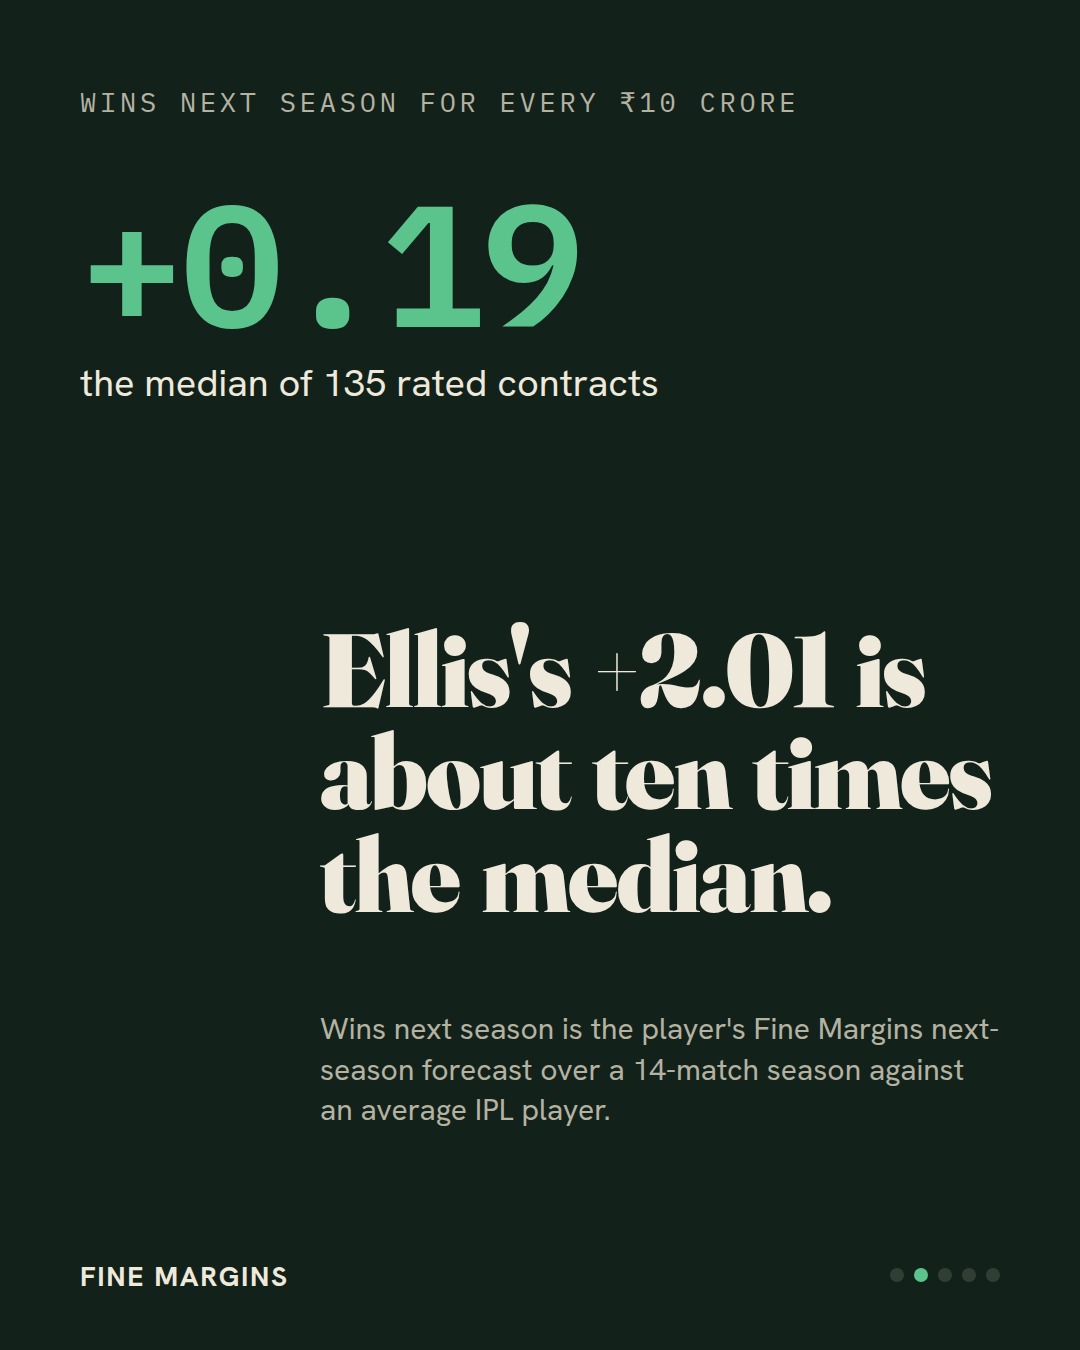 WINS NEXT SEASON FOR EVERY ₹10 CRORE
+0.19
the median of 135 rated contracts
Ellis's +2.01 is
about ten times
the median.
Wins next season is the player's Fine Margins next-
season forecast over a 14-match season against
an average IPL player.
FINE MARGINS